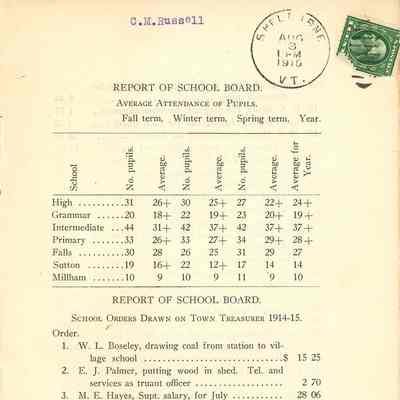 C.M.Russell
SHELBURNE
AUG
3
1 PM
1915
VT.
REPORT OF SCHOOL BOARD.
AVERAGE ATTENDANCE OF PUPILS.
Fall term, Winter term, Spring term, Year.
School No. pupils. Average. No. pupils. Average. No. pupils. Average. Average for Year.
High ..........31 26+ 30 25+ 27 22+ 24+
Grammar ......20 18+ 22 19+ 23 20+ 19+
Intermediate ...44 31+ 42 37+ 42 37+ 37+
Primary .......33 26+ 33 27+ 34 29+ 28+
Falls ..........30 28 26 25 31 29 27
Sutton ........19 16+ 22 12+ 17 14 14
Millham .......10 9 10 9 11 9 10
REPORT OF SCHOOL BOARD.
SCHOOL ORDERS DRAWN ON TOWN TREASURER 1914-15.
Order.
1. W. L. Boseley, drawing coal from station to vil-
lage school ...............................$ 15 25
2. E. J. Palmer, putting wood in shed. Tel. and
services as truant officer .................... 2 70
3. M. E. Hayes, Supt. salary, for July ........... 28 06